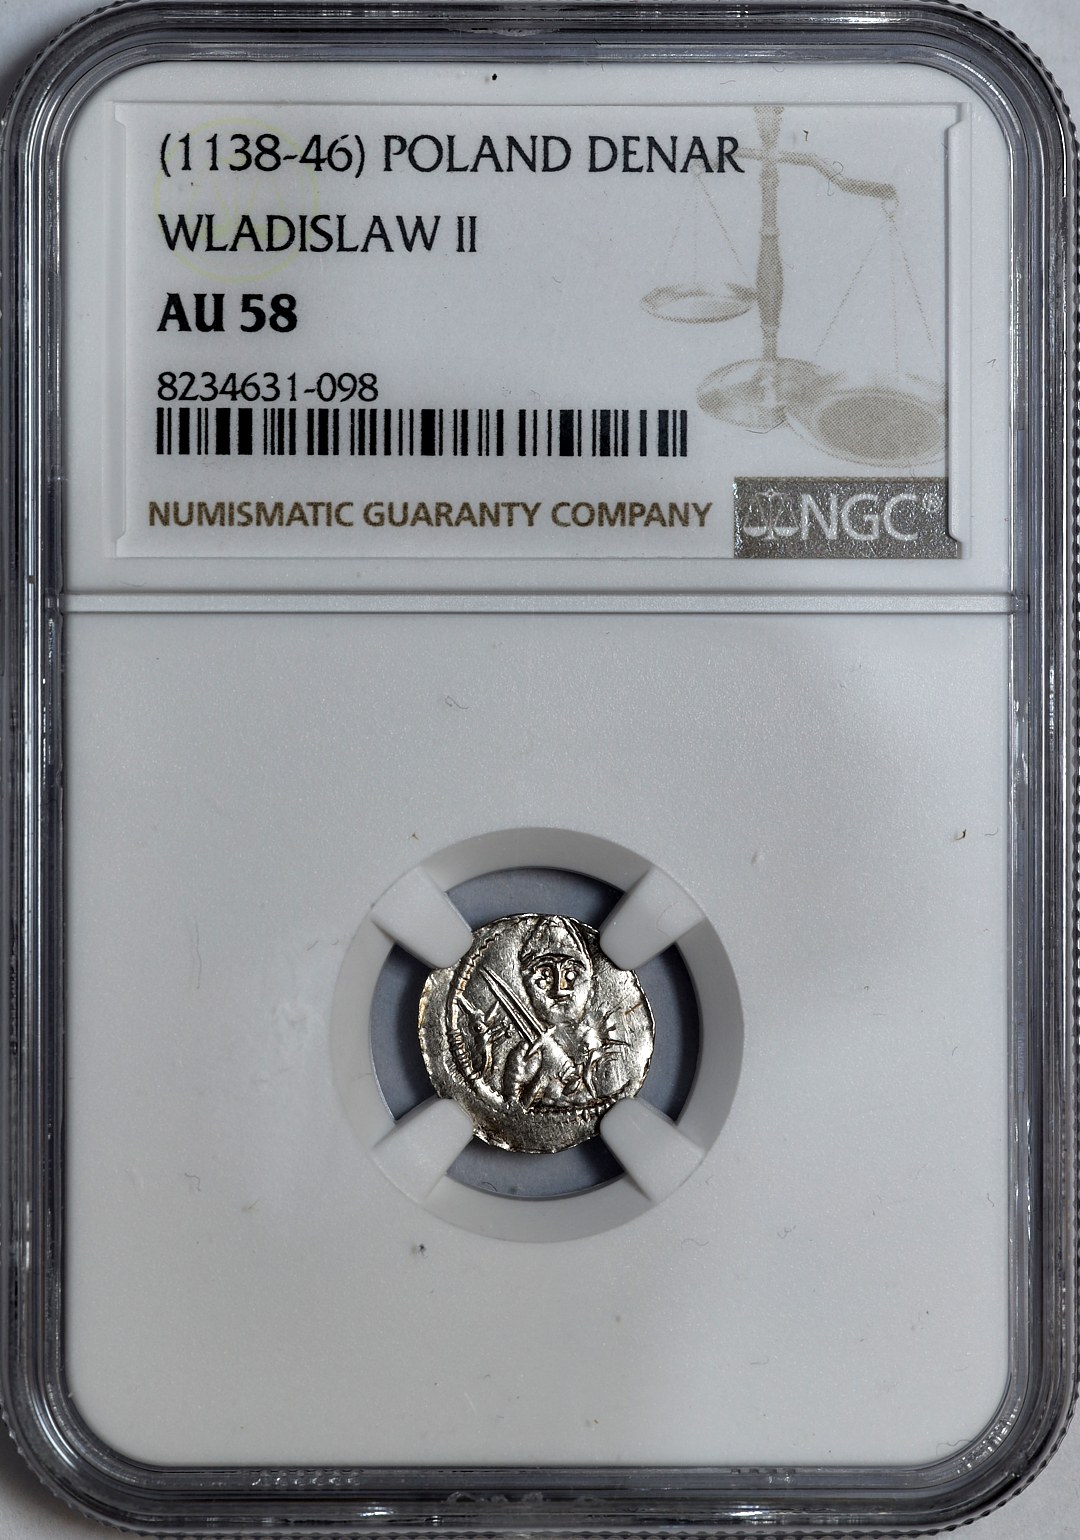 (1138-46) POLAND DENAR
WLADISLAW II
AU 58
8234631-098
NUMISMATIC GUARANTY COMPANY
NGC®